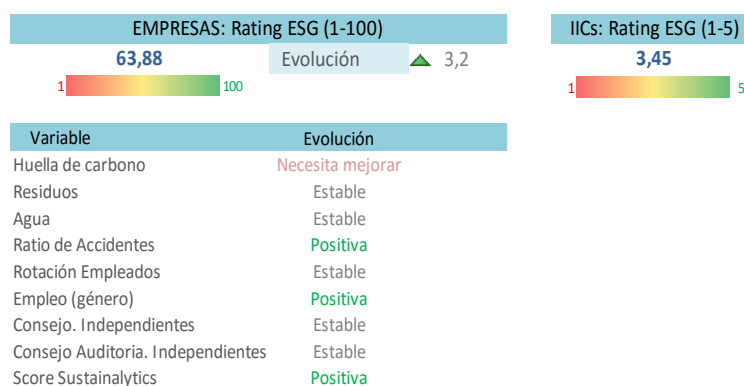 EMPRESAS: Rating ESG (1-100)
63,88 Evolución 3,2
1 100
IICs: Rating ESG (1-5)
3,45
1 5
Variable Evolución
Huella de carbono Necesita mejorar
Residuos Estable
Agua Estable
Ratio de Accidentes Positiva
Rotación Empleados Estable
Empleo (género) Positiva
Consejo. Independientes Estable
Consejo Auditoria. Independientes Estable
Score Sustainalytics Positiva